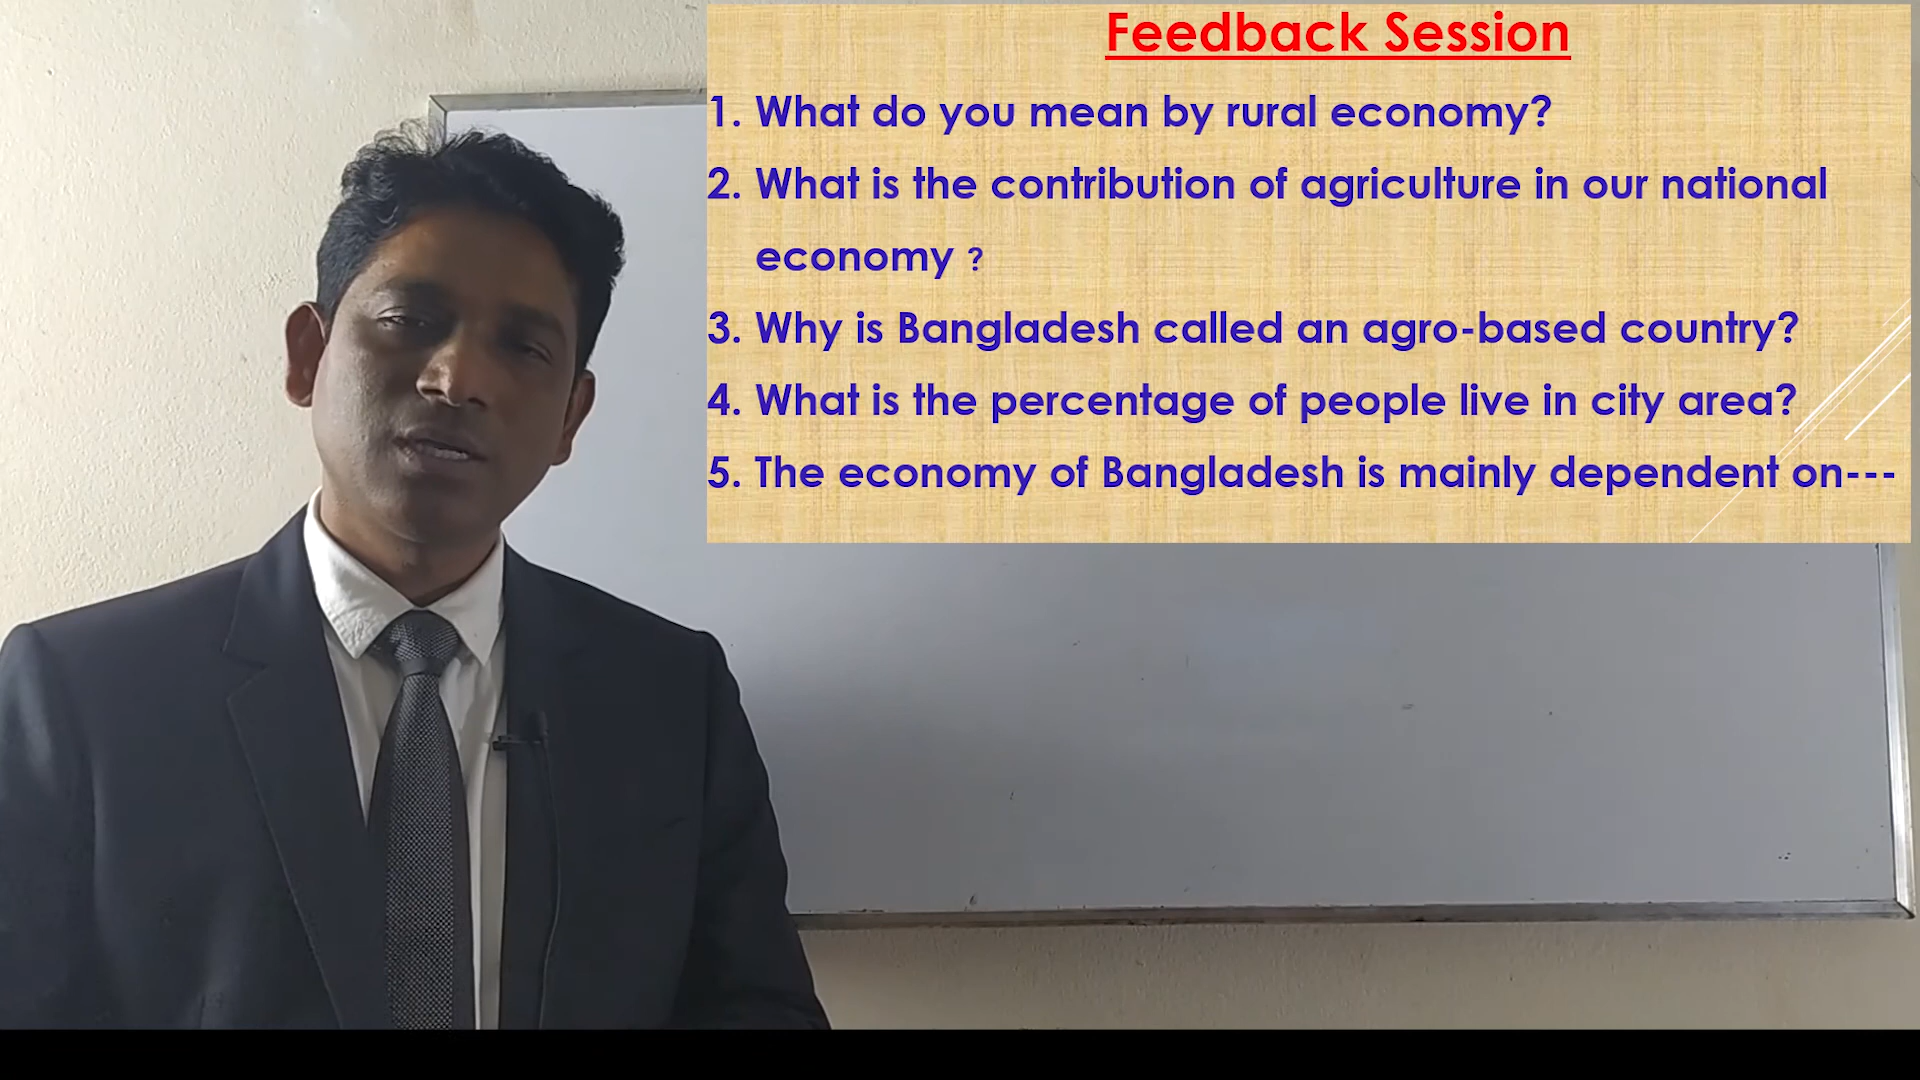 Feedback Session
1. What do you mean by rural economy?
2. What is the contribution of agriculture in our national
economy ?
3. Why is Bangladesh called an agro-based country?
4. What is the percentage of people live in city area?
5. The economy of Bangladesh is mainly dependent on---